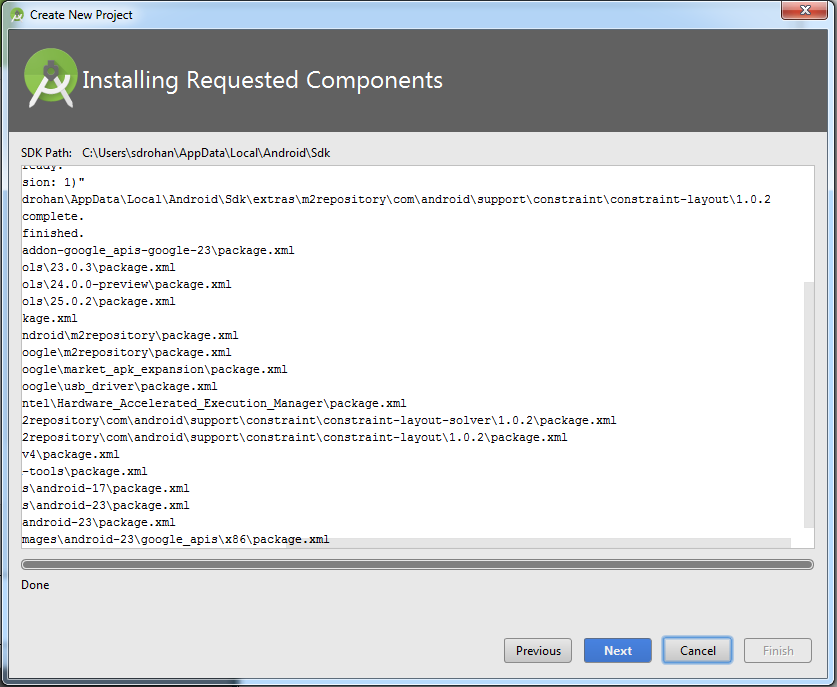 Create New Project
Installing Requested Components
SDK Path: C:\Users\sdrohan\AppData\Local\Android\Sdk
ready.
sion: 1)"
drohan\AppData\Local\Android\Sdk\extras\m2repository\com\android\support\constraint\constraint-layout\1.0.2
complete.
finished.
addon-google_apis-google-23\package.xml
ols\23.0.3\package.xml
ols\24.0.0-preview\package.xml
ols\25.0.2\package.xml
kage.xml
ndroid\m2repository\package.xml
oogle\m2repository\package.xml
oogle\market_apk_expansion\package.xml
oogle\usb_driver\package.xml
ntel\Hardware_Accelerated_Execution_Manager\package.xml
2repository\com\android\support\constraint\constraint-layout-solver\1.0.2\package.xml
2repository\com\android\support\constraint\constraint-layout\1.0.2\package.xml
v4\package.xml
-tools\package.xml
s\android-17\package.xml
s\android-23\package.xml
android-23\package.xml
mages\android-23\google_apis\x86\package.xml
Done
Previous Next Cancel Finish